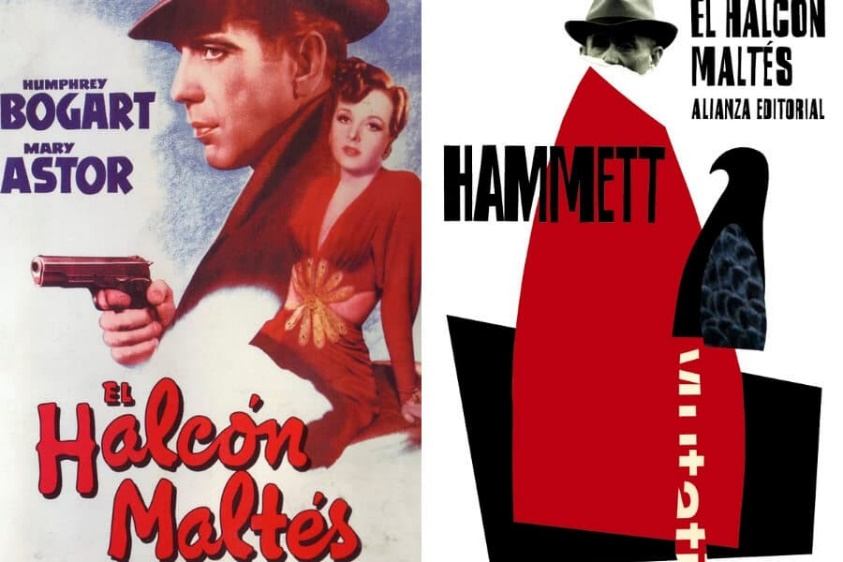 HUMPHREY
BOGART
MARY
ASTOR
EL
Halcón
Maltés
EL HALCÓN
MALTÉS
ALIANZA EDITORIAL
HAMMETT